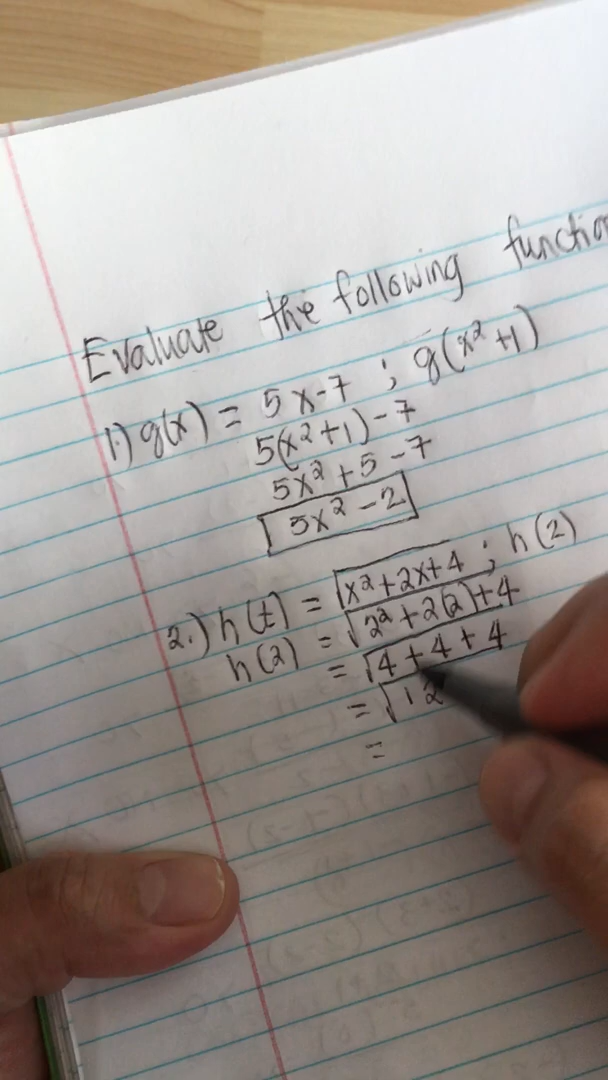 Evaluate the following
1.) g(x) = 5x-7 ; g(x²+1)
5(x²+1)-7
5x²+5-7
5x²-2
2.) h(t) = √x²+2x+4 ; h(2)
h(2) = √2²+2(2)+4
= √4+4+4
= √12
=